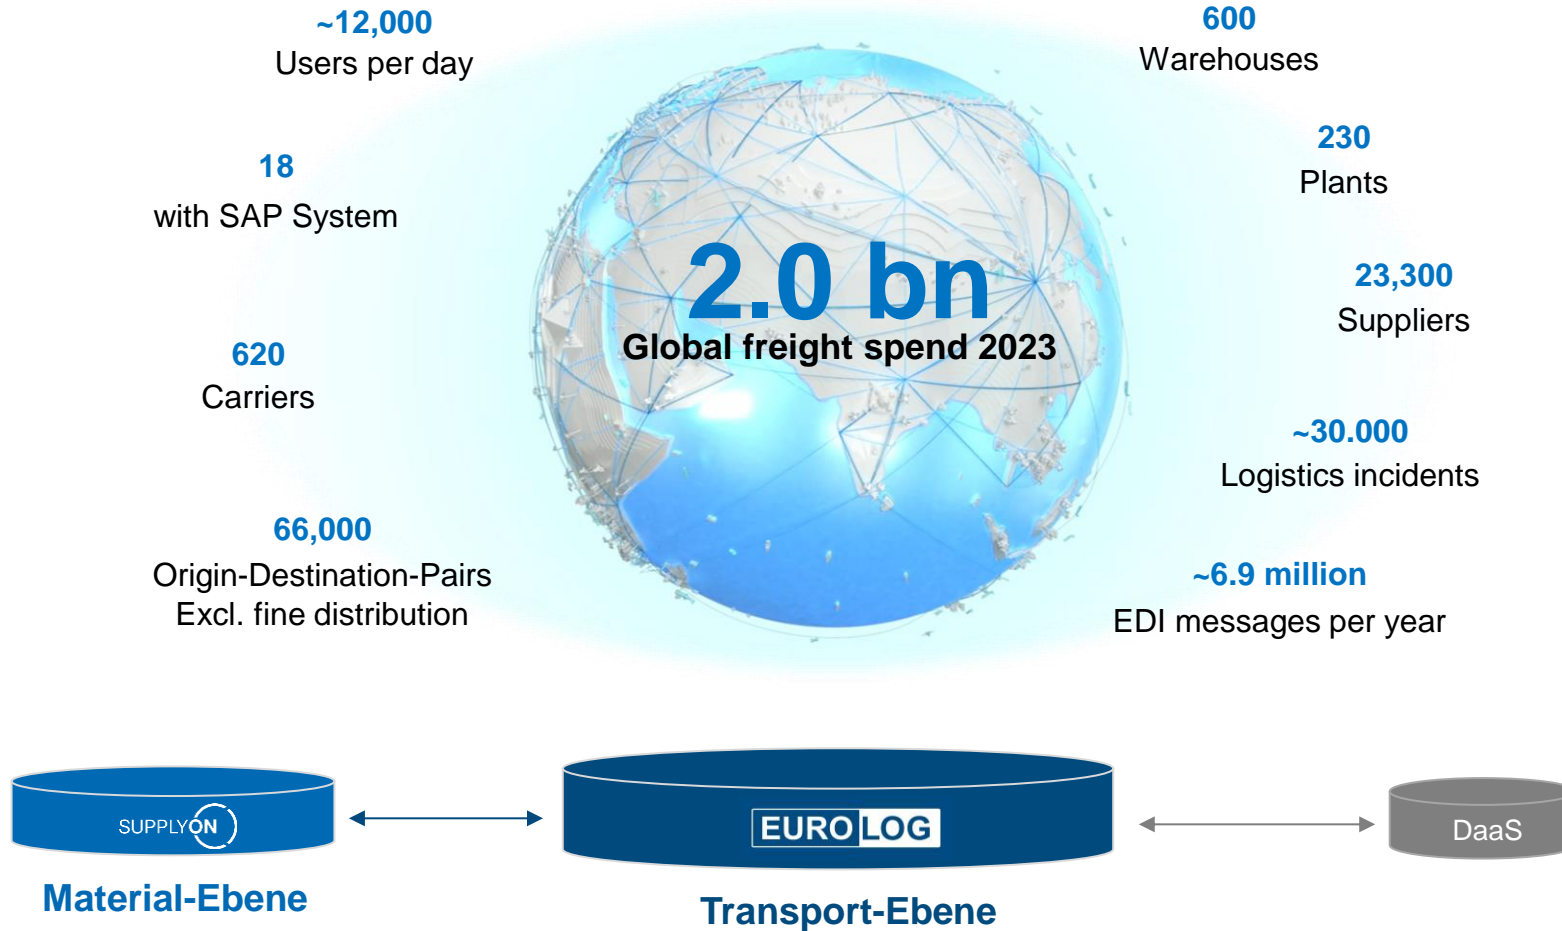 ~12,000
Users per day
18
with SAP System
620
Carriers
66,000
Origin-Destination-Pairs
Excl. fine distribution
2.0 bn
Global freight spend 2023
600
Warehouses
230
Plants
23,300
Suppliers
~30.000
Logistics incidents
~6.9 million
EDI messages per year
SUPPLYON
Material-Ebene
EUROLOG
Transport-Ebene
DaaS